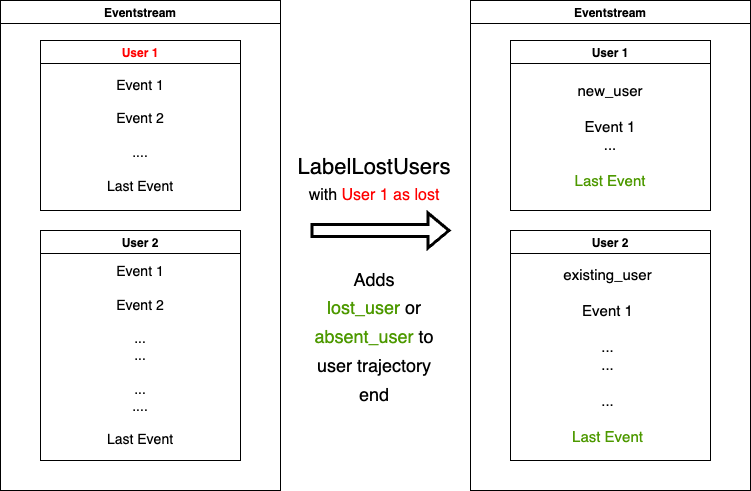 Eventstream
User 1
Event 1
Event 2
....
Last Event
User 2
Event 1
Event 2
...
...
...
....
Last Event
LabelLostUsers
with User 1 as lost
Adds
lost_user or
absent_user to
user trajectory
end
Eventstream
User 1
new_user
Event 1
...
Last Event
User 2
existing_user
Event 1
...
...
...
Last Event